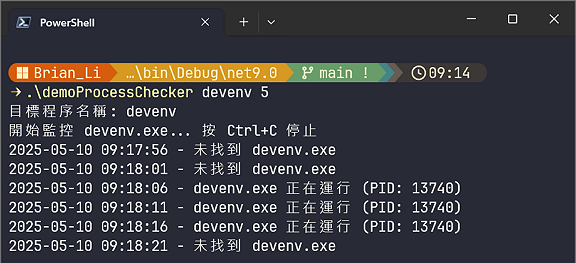 PowerShell
Brian_Li …\bin\Debug\net9.0 main ! 09:14
.\demoProcessChecker devenv 5
目標程序名稱: devenv
開始監控 devenv.exe... 按 Ctrl+C 停止
2025-05-10 09:17:56 - 未找到 devenv.exe
2025-05-10 09:18:01 - 未找到 devenv.exe
2025-05-10 09:18:06 - devenv.exe 正在運行 (PID: 13740)
2025-05-10 09:18:11 - devenv.exe 正在運行 (PID: 13740)
2025-05-10 09:18:16 - devenv.exe 正在運行 (PID: 13740)
2025-05-10 09:18:21 - 未找到 devenv.exe